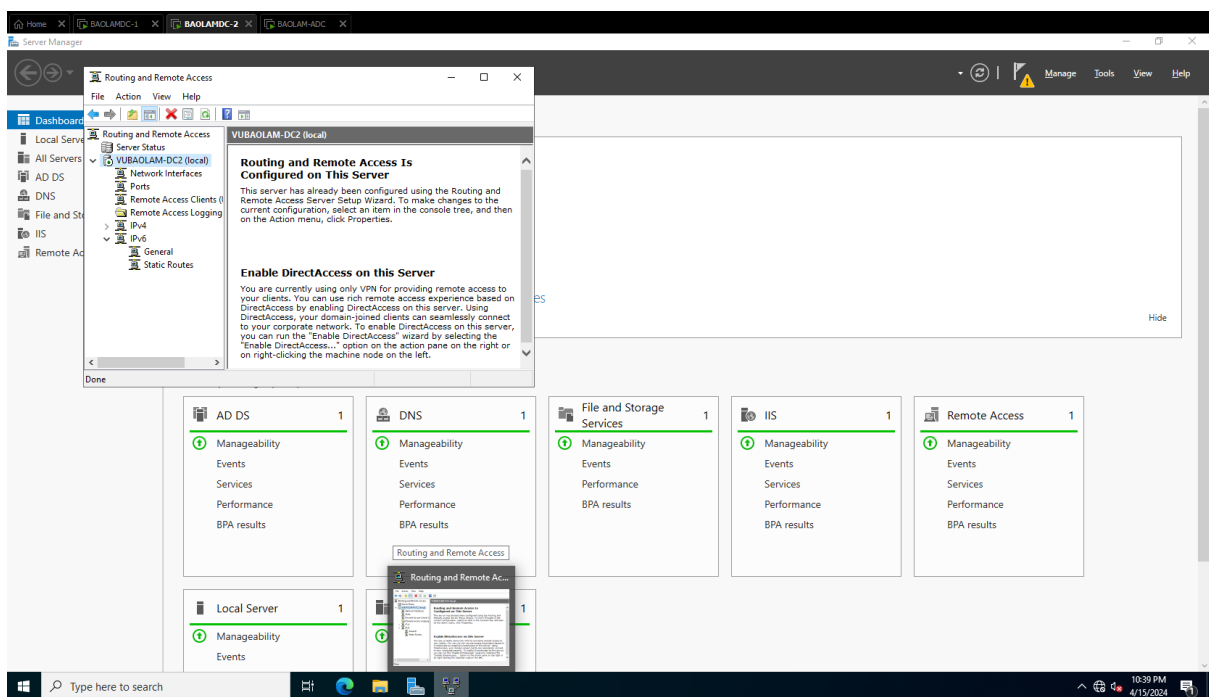 Home
BAOLAMDC-1
BAOLAMDC-2
BAOLAM-ADC
Server Manager
Manage
Tools
View
Help
Dashboard
Local Serve
All Servers
AD DS
DNS
File and Sto
IIS
Remote Ac
Routing and Remote Access
File Action View Help
Routing and Remote Access
Server Status
VUBAOLAM-DC2 (local)
Network Interfaces
Ports
Remote Access Clients (
Remote Access Logging
IPv4
IPv6
General
Static Routes
VUBAOLAM-DC2 (local)
Routing and Remote Access Is
Configured on This Server
This server has already been configured using the Routing and
Remote Access Server Setup Wizard. To make changes to the
current configuration, select an item in the console tree, and then
on the Action menu, click Properties.
Enable DirectAccess on this Server
You are currently using only VPN for providing remote access to
your clients. You can use rich remote access experience based on
DirectAccess by enabling DirectAccess on this server. Using
DirectAccess, your domain-joined clients can seamlessly connect
to your corporate network. To enable DirectAccess on this server,
you can run the "Enable DirectAccess" wizard by selecting the
"Enable DirectAccess..." option on the action pane on the right or
on right-clicking the machine node on the left.
Done
es
Hide
AD DS 1
Manageability
Events
Services
Performance
BPA results
DNS 1
Manageability
Events
Services
Performance
BPA results
File and Storage
Services 1
Manageability
Events
Performance
BPA results
IIS 1
Manageability
Events
Services
Performance
BPA results
Remote Access 1
Manageability
Events
Services
Performance
BPA results
Routing and Remote Access
Routing and Remote Ac...
Local Server 1
Manageability
Events
1
Type here to search
10:39 PM
4/15/2024